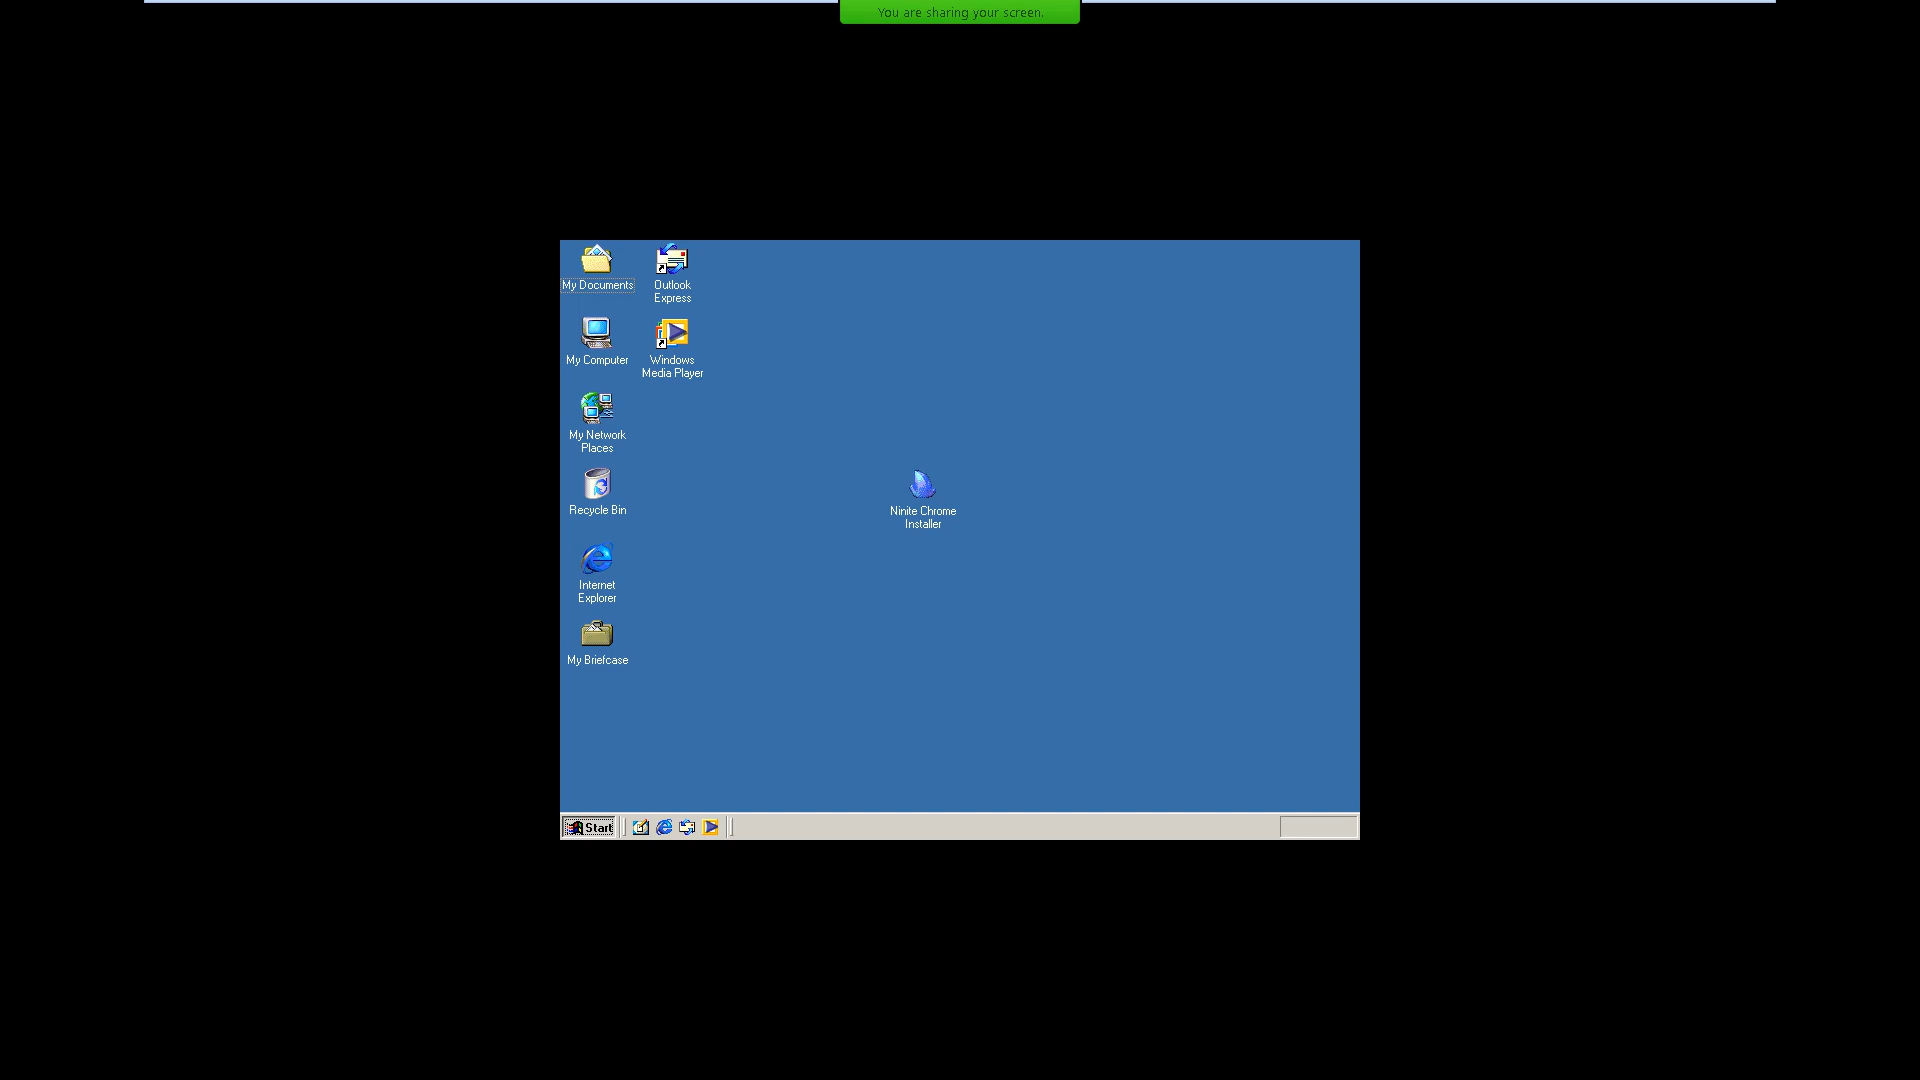 You are sharing your screen.
My Documents
Outlook
Express
My Computer
Windows
Media Player
My Network
Places
Recycle Bin
Ninite Chrome
Installer
Internet
Explorer
My Briefcase
Start